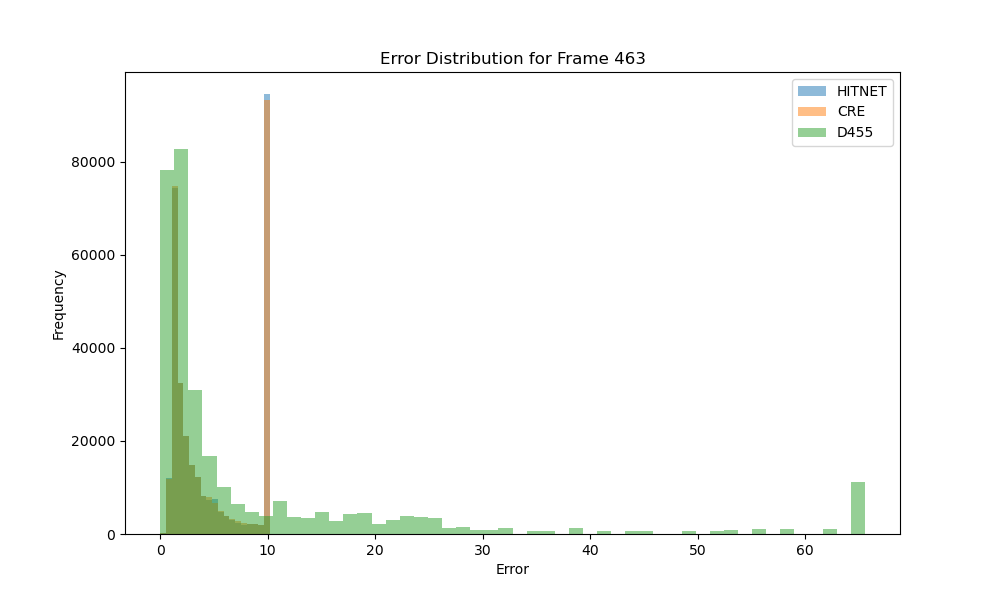 Error Distribution for Frame 463
HITNET
CRE
D455
80000
60000
40000
20000
0
Frequency
0 10 20 30 40 50 60
Error